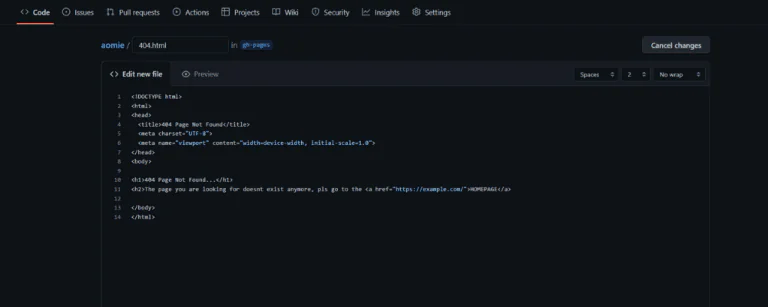 Code Issues Pull requests Actions Projects Wiki Security Insights Settings
aomie / 404.html in gh-pages Cancel changes
Edit new file Preview Spaces 2 No wrap
1 <!DOCTYPE html>
2 <html>
3 <head>
4 <title>404 Page Not Found</title>
5 <meta charset="UTF-8">
6 <meta name="viewport" content="width=device-width, initial-scale=1.0">
7 </head>
8 <body>
9
10 <h1>404 Page Not Found...</h1>
11 <h2>The page you are looking for doesnt exist anymore, pls go to the <a href="https://example.com/">HOMEPAGE</a>
12
13 </body>
14 </html>